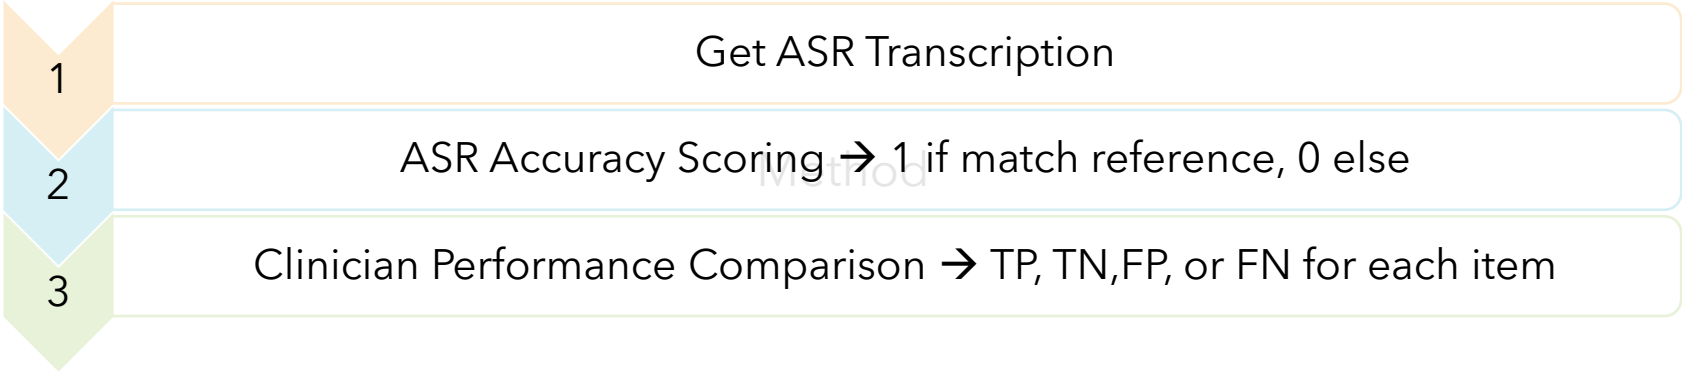 1
Get ASR Transcription
2
ASR Accuracy Scoring → 1 if match reference, 0 else
Method
3
Clinician Performance Comparison → TP, TN,FP, or FN for each item